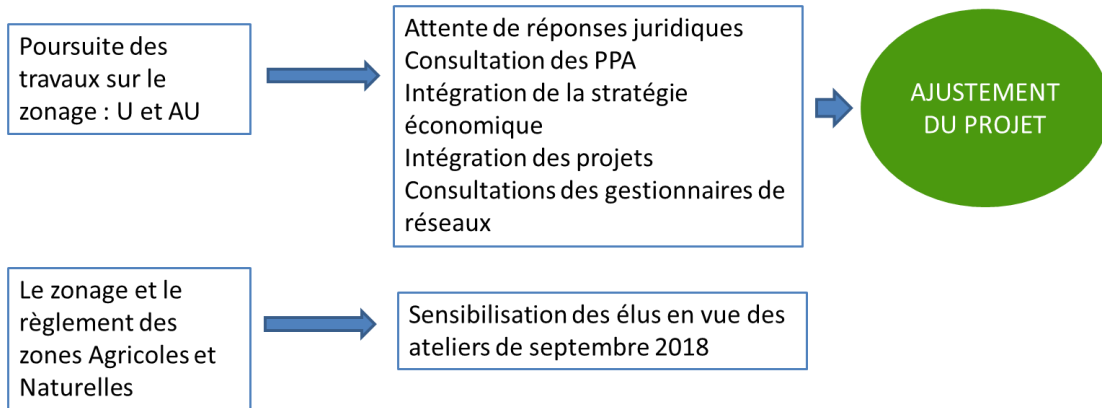 Poursuite des
travaux sur le
zonage : U et AU
Attente de réponses juridiques
Consultation des PPA
Intégration de la stratégie
économique
Intégration des projets
Consultations des gestionnaires de
réseaux
AJUSTEMENT
DU PROJET
Le zonage et le
règlement des
zones Agricoles et
Naturelles
Sensibilisation des élus en vue des
ateliers de septembre 2018